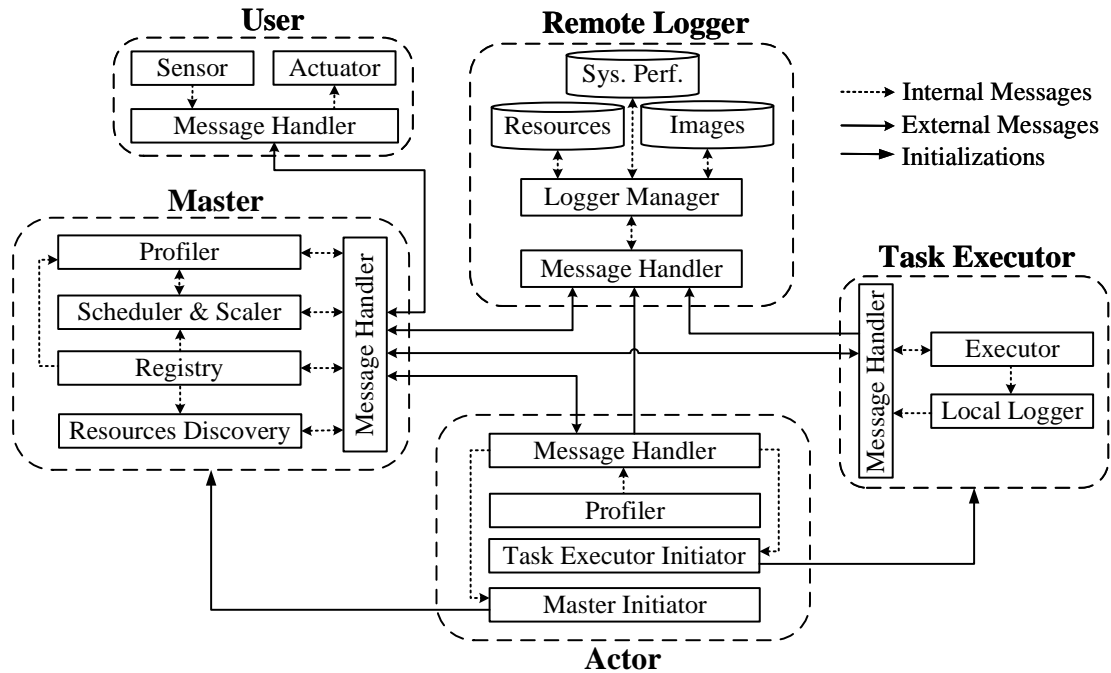 User
Sensor
Actuator
Message Handler
Remote Logger
Sys. Perf.
Resources
Images
Logger Manager
Message Handler
Internal Messages
External Messages
Initializations
Master
Profiler
Scheduler & Scaler
Registry
Resources Discovery
Message Handler
Task Executor
Message Handler
Executor
Local Logger
Message Handler
Profiler
Task Executor Initiator
Master Initiator
Actor